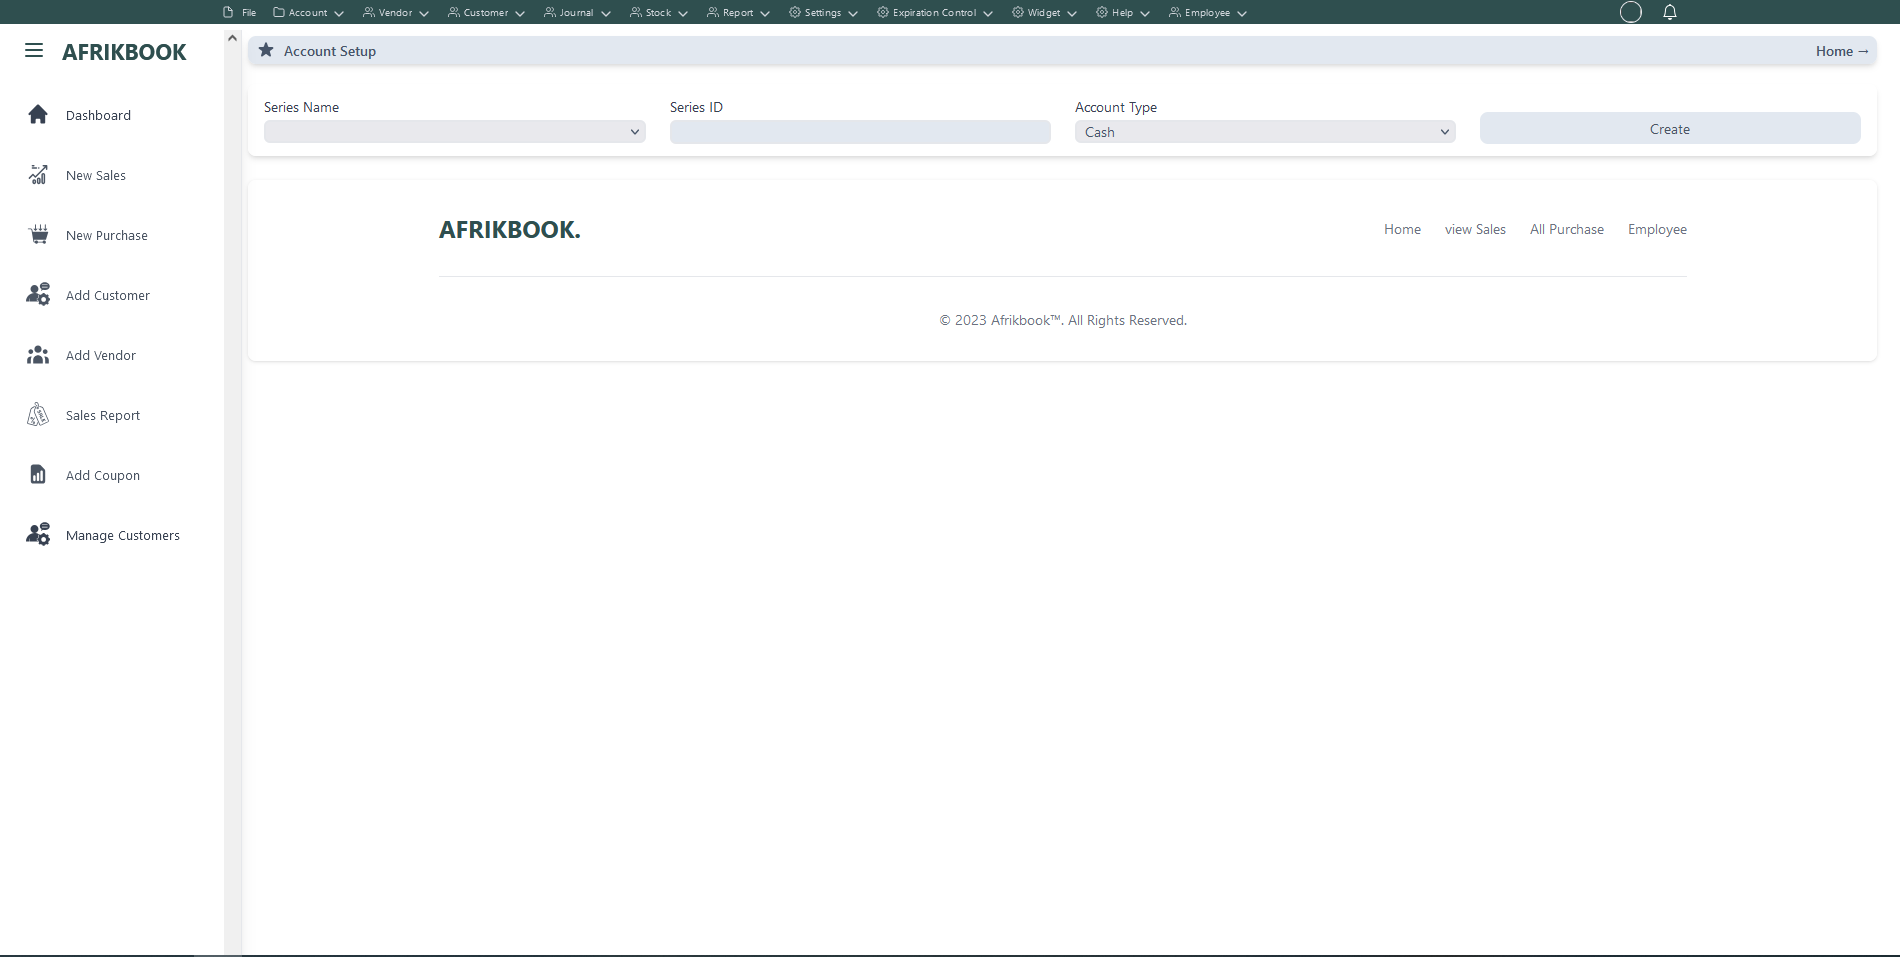 File Account Vendor Customer Journal Stock Report Settings Expiration Control Widget Help Employee
AFRIKBOOK
Dashboard
New Sales
New Purchase
Add Customer
Add Vendor
Sales Report
Add Coupon
Manage Customers
Account Setup Home →
Series Name Series ID Account Type
Cash Create
AFRIKBOOK. Home view Sales All Purchase Employee
© 2023 Afrikbook™. All Rights Reserved.